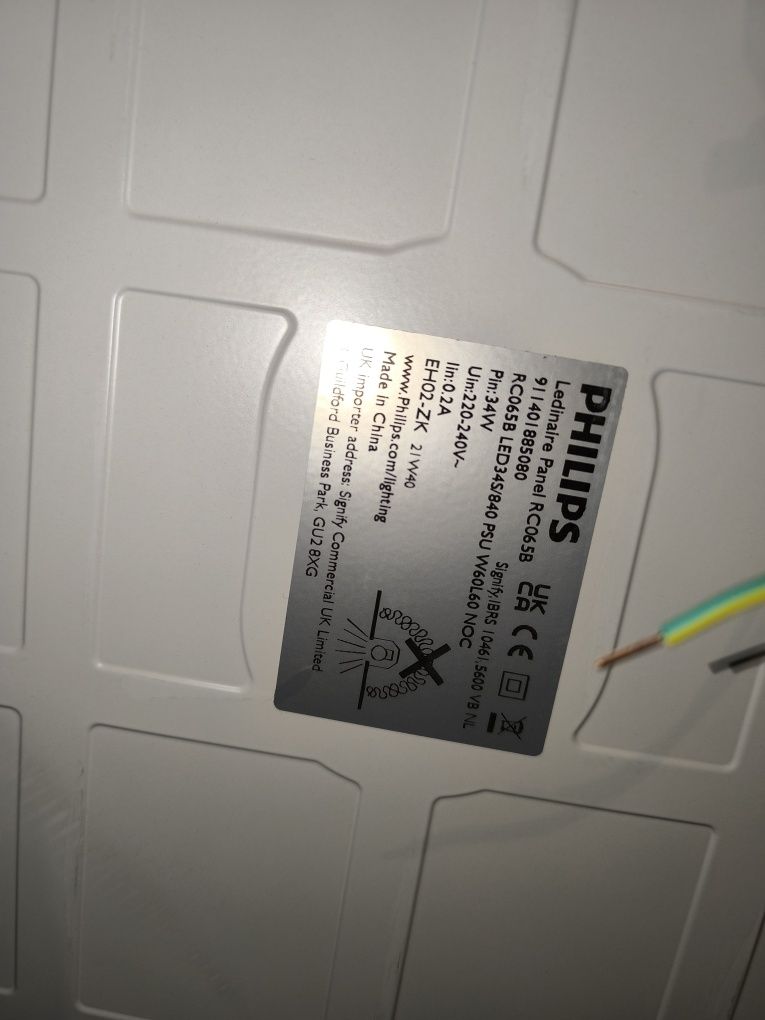 PHILIPS
Ledinaire Panel RC065B
911401885080
RC065B LED34S/840 PSU W60L60 NOC
Pin:34W
Signify,IBRS 10461,5600 VB NL
Uin:220-240V~
Iin:0.2A
EH02-ZK 21W40
www.Philips.com/lighting
Made in China
UK importer address: Signify Commercial UK Limited
Guildford Business Park, GU2 8XG
UK
CA
CE